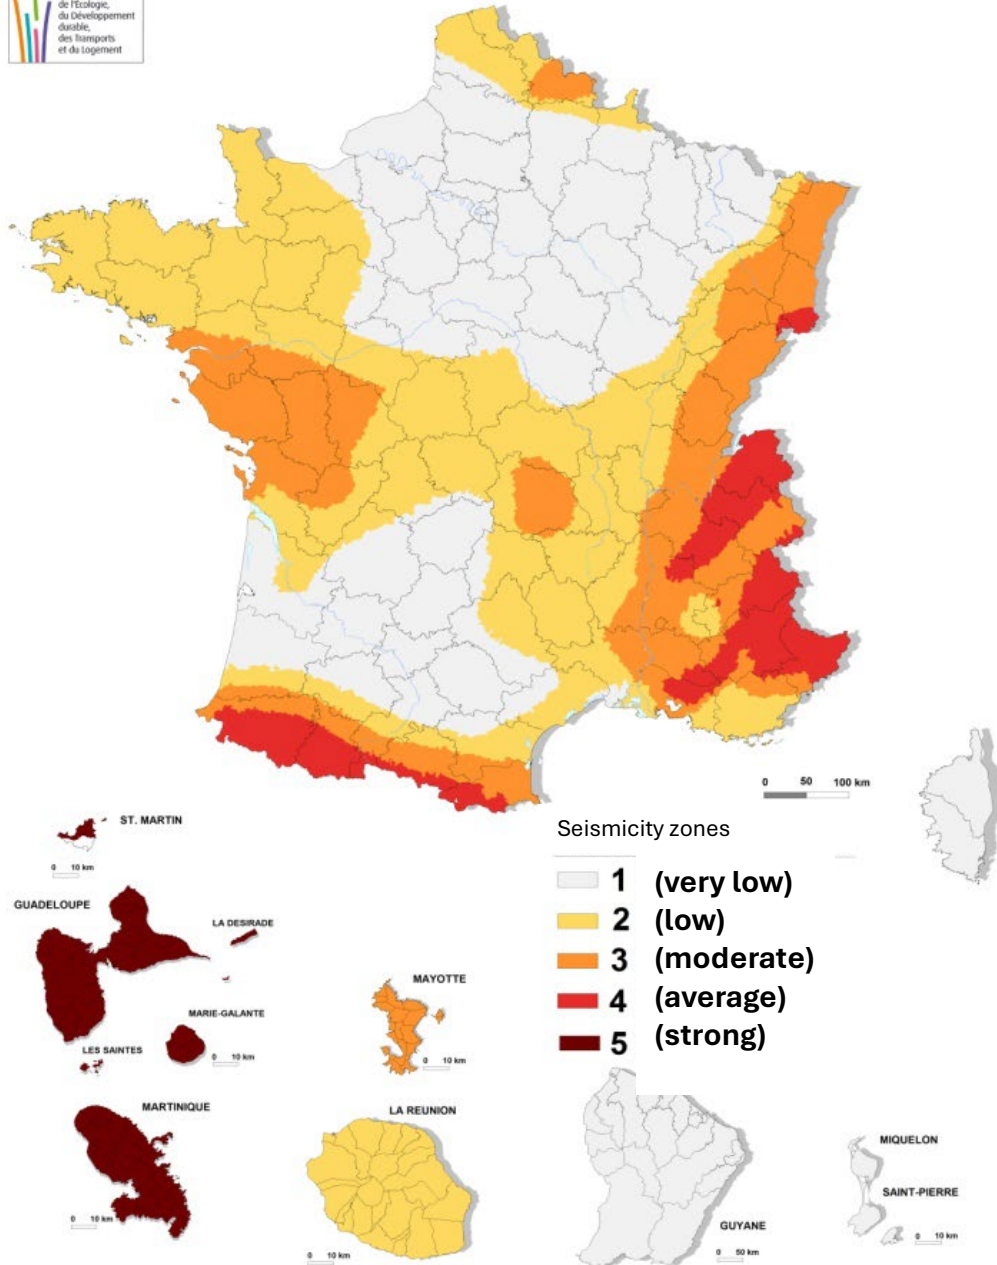 de l'Écologie,
du Développement
durable,
des Transports
et du Logement
0 50 100 km
ST. MARTIN
0 10 km
Seismicity zones
1 (very low)
2 (low)
3 (moderate)
4 (average)
5 (strong)
GUADELOUPE
LA DESIRADE
MARIE-GALANTE
0 10 km
LES SAINTES
MAYOTTE
0 10 km
MARTINIQUE
0 10 km
LA REUNION
0 10 km
GUYANE
0 50 km
MIQUELON
SAINT-PIERRE
0 10 km